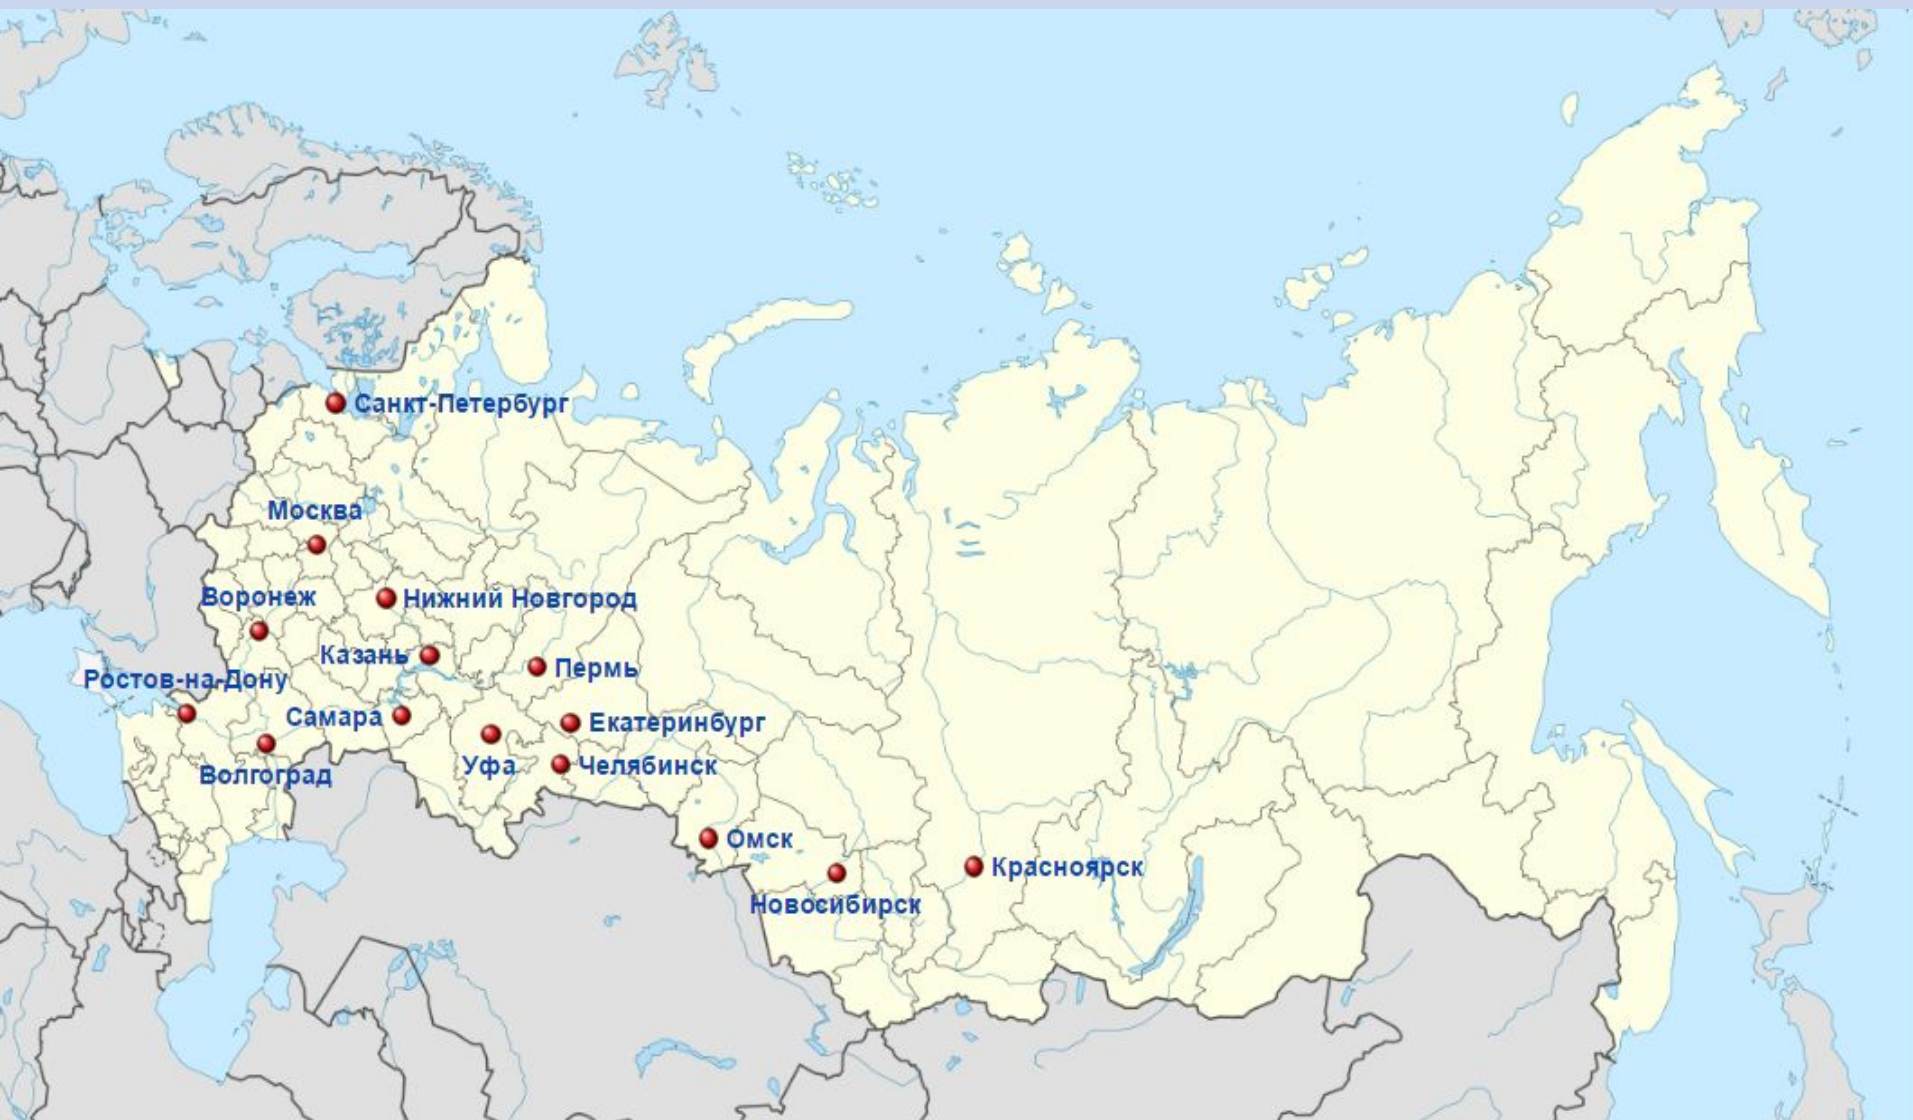 Санкт-Петербург
Москва
Воронеж
Нижний Новгород
Казань
Пермь
Ростов-на-Дону
Самара
Екатеринбург
Уфа
Челябинск
Волгоград
Омск
Красноярск
Новосибирск